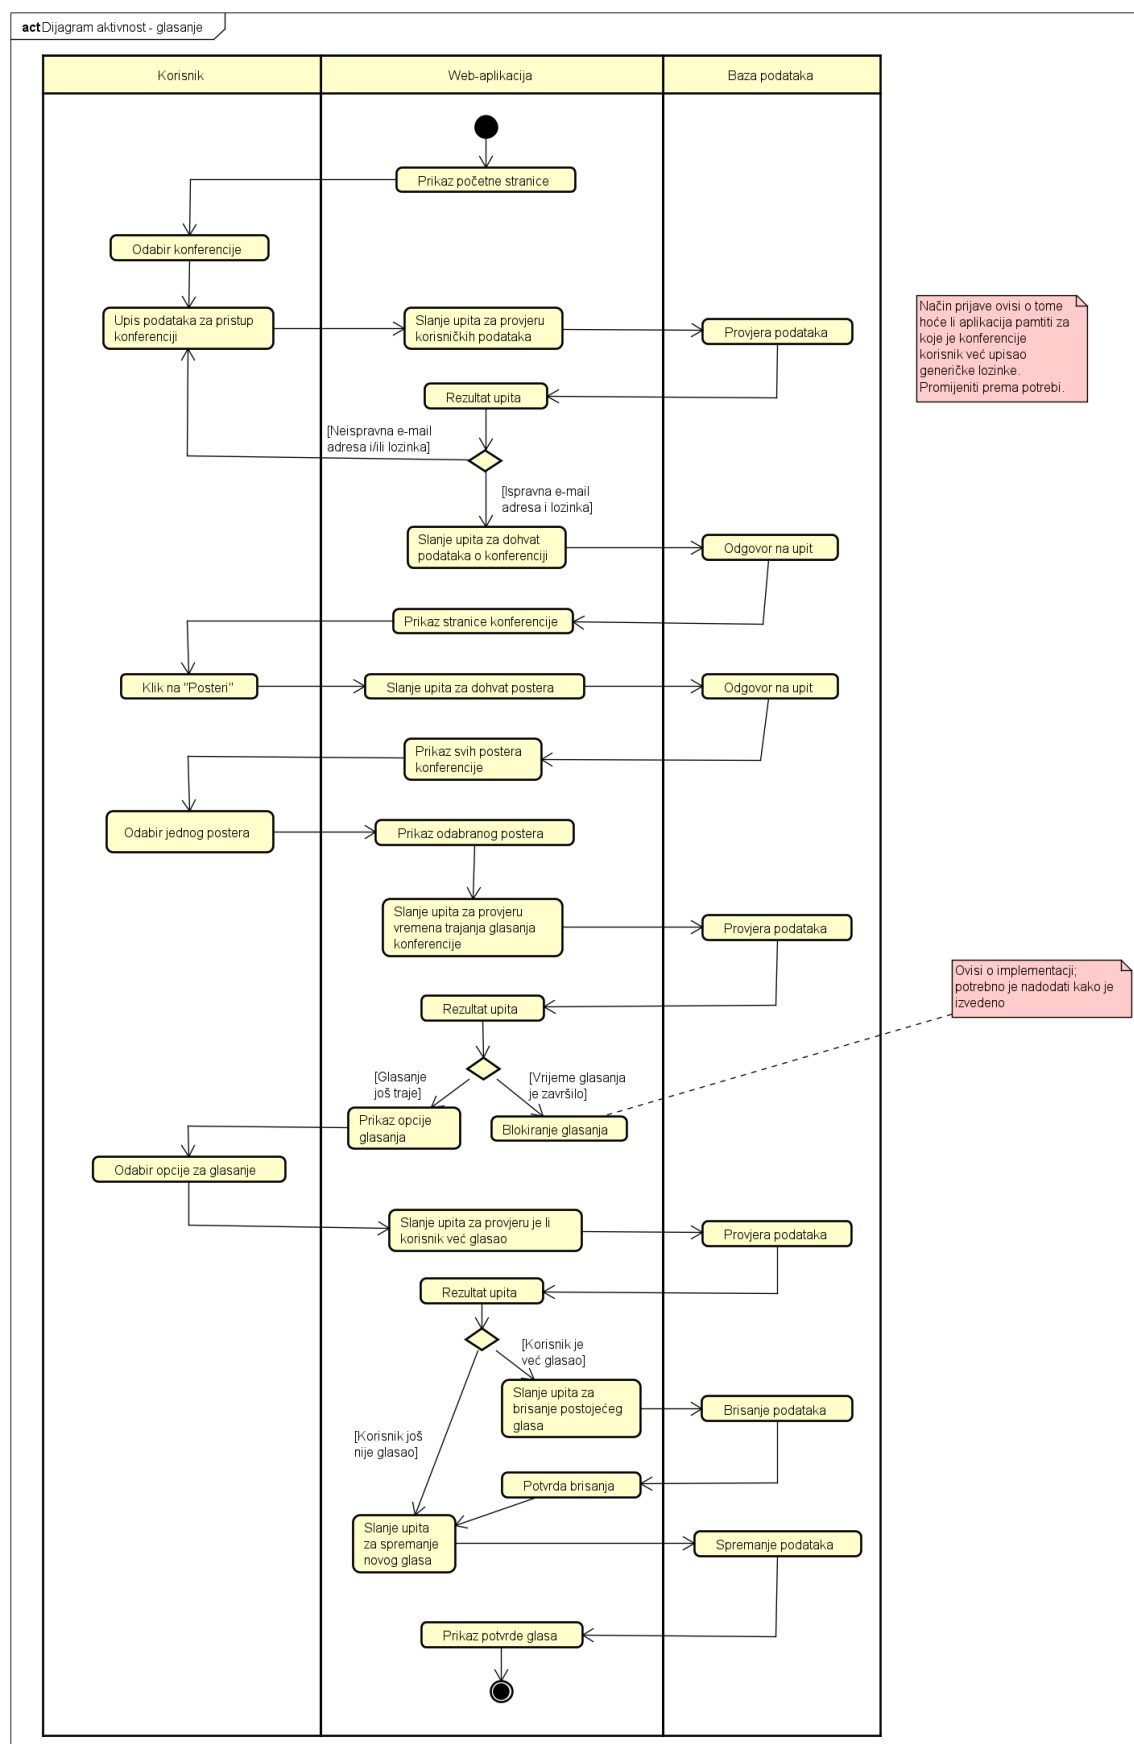 act Dijagram aktivnost - glasanje
Korisnik
Web-aplikacija
Baza podataka
Prikaz početne stranice
Odabir konferencije
Upis podataka za pristup
konferenciji
Slanje upita za provjeru
korisničkih podataka
Provjera podataka
Način prijave ovisi o tome
hoće li aplikacija pamtiti za
koje je konferencije
korisnik već upisao
generičke lozinke.
Promijeniti prema potrebi.
Rezultat upita
[Neispravna e-mail
adresa i/ili lozinka]
[Ispravna e-mail
adresa i lozinka]
Slanje upita za dohvat
podataka o konferenciji
Odgovor na upit
Prikaz stranice konferencije
Klik na "Posteri"
Slanje upita za dohvat postera
Odgovor na upit
Prikaz svih postera
konferencije
Odabir jednog postera
Prikaz odabranog postera
Slanje upita za provjeru
vremena trajanja glasanja
konferencije
Provjera podataka
Ovisi o implementacji;
potrebno je nadodati kako je
izvedeno
Rezultat upita
[Glasanje
još traje]
[Vrijeme glasanja
je završilo]
Prikaz opcije
glasanja
Blokiranje glasanja
Odabir opcije za glasanje
Slanje upita za provjeru je li
korisnik već glasao
Provjera podataka
Rezultat upita
[Korisnik je
već glasao]
Slanje upita za
brisanje postojećeg
glasa
Brisanje podataka
[Korisnik još
nije glasao]
Potvrda brisanja
Slanje upita
za spremanje
novog glasa
Spremanje podataka
Prikaz potvrde glasa